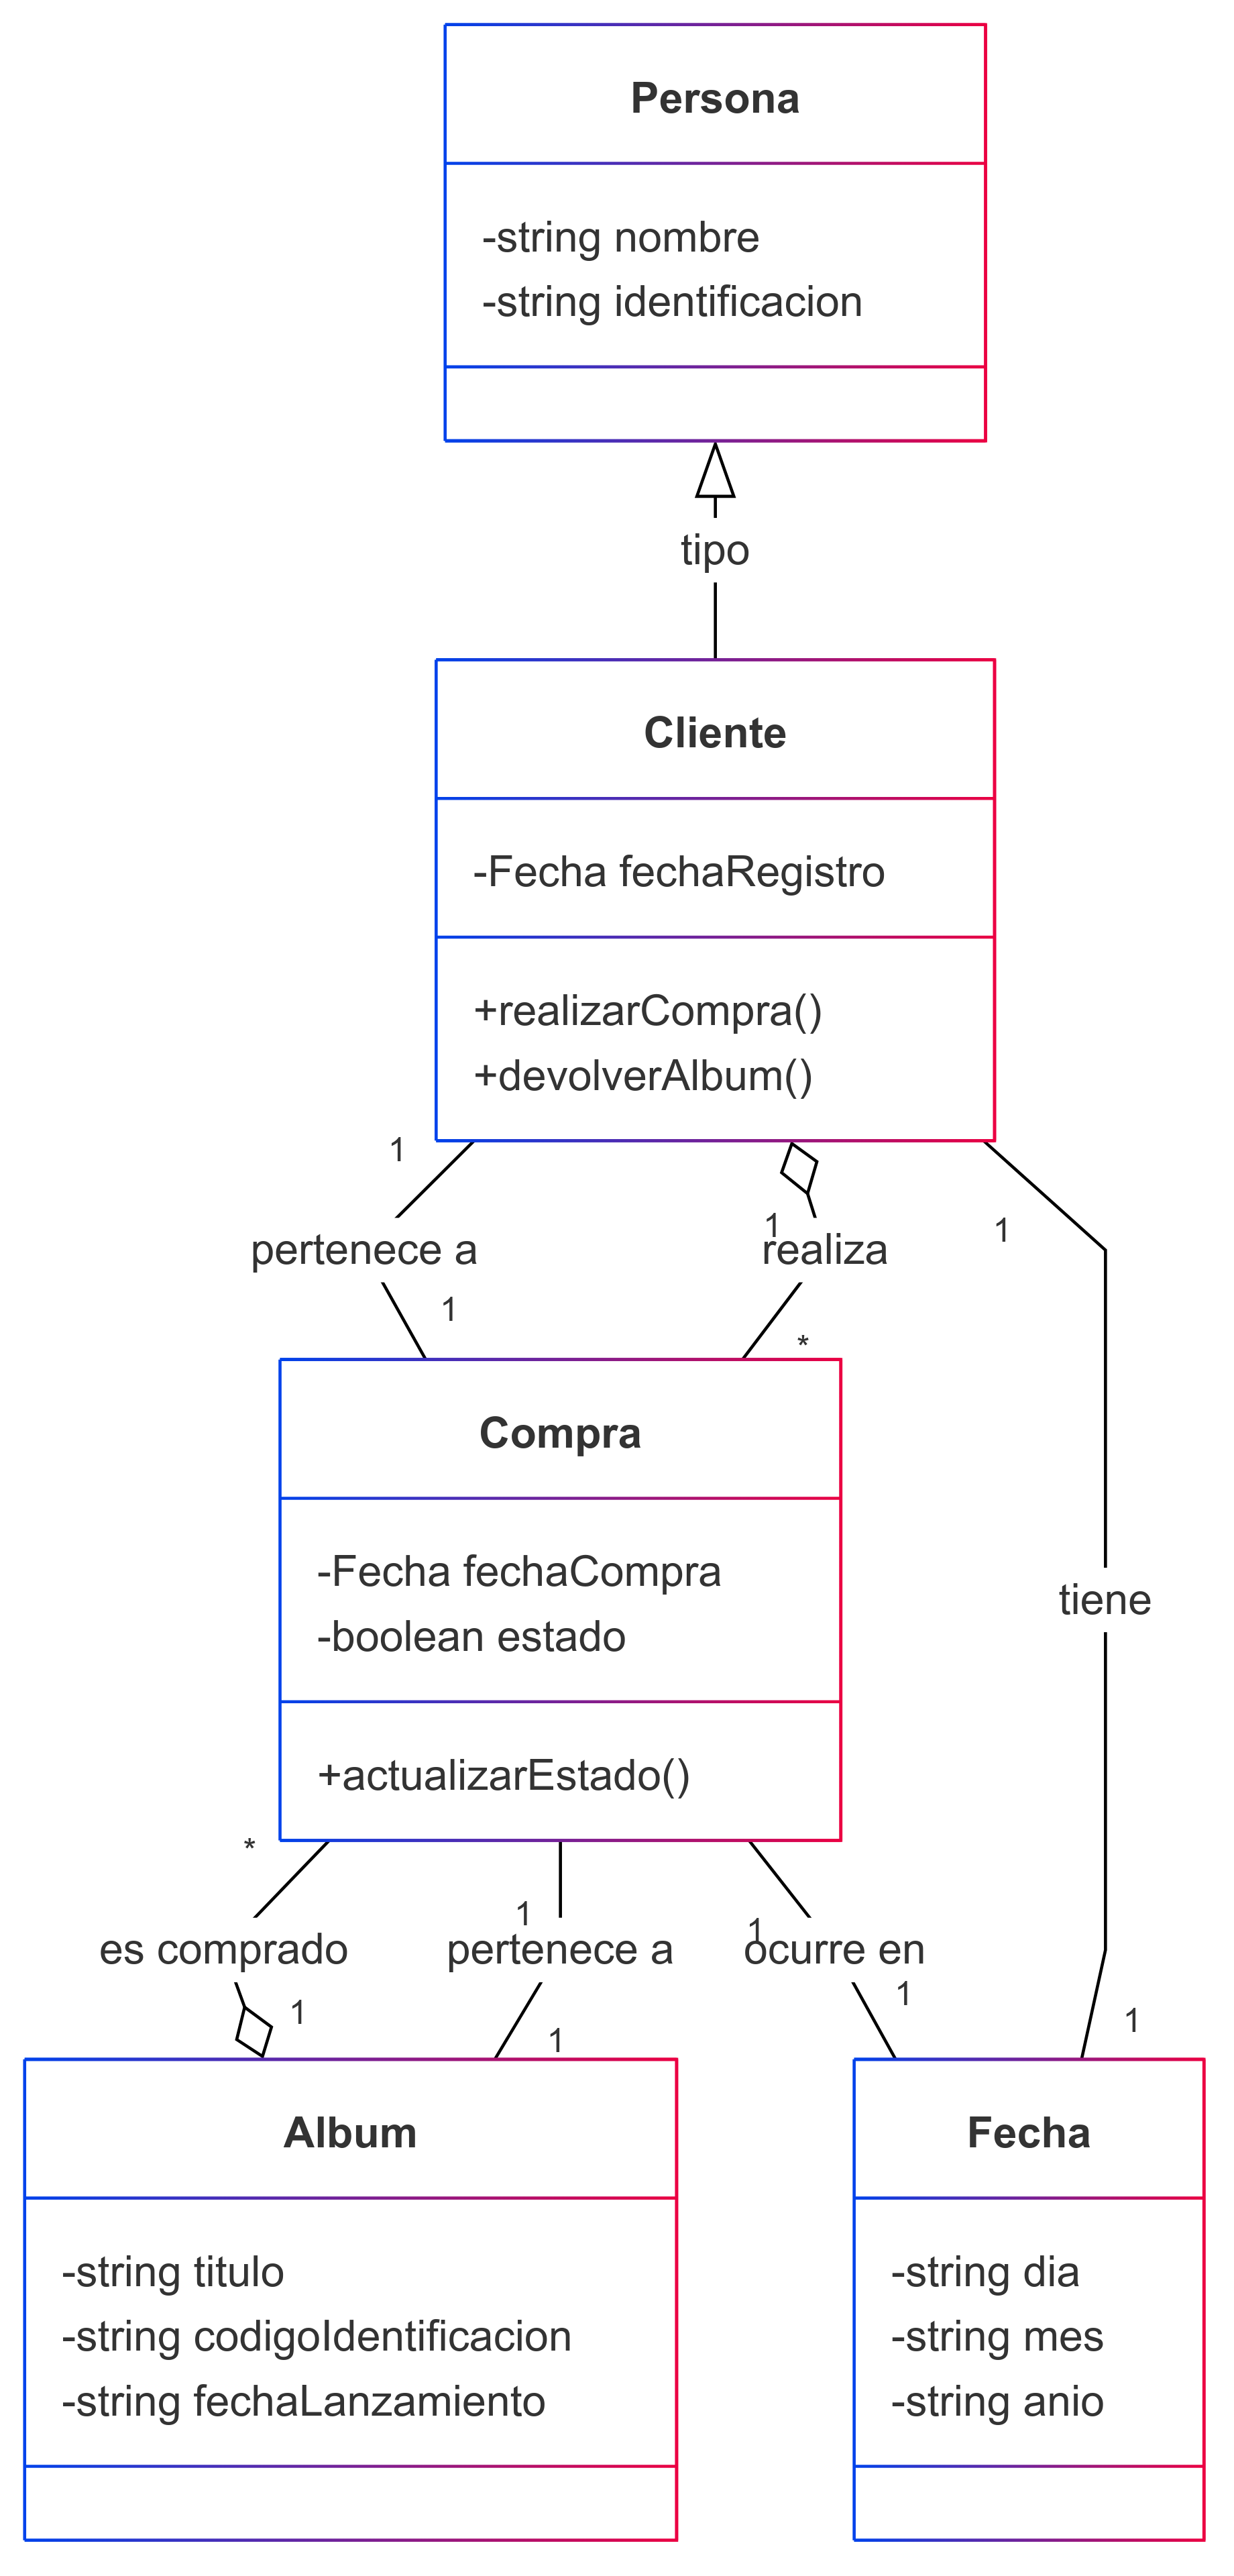 Persona
-string nombre
-string identificacion
tipo
Cliente
-Fecha fechaRegistro
+realizarCompra()
+devolverAlbum()
1
1
1
pertenece a
realiza
1
*
Compra
-Fecha fechaCompra
-boolean estado
tiene
+actualizarEstado()
*
1
1
es comprado
pertenece a
ocurre en
1
1
1
1
Album
-string titulo
-string codigoIdentificacion
-string fechaLanzamiento
Fecha
-string dia
-string mes
-string anio